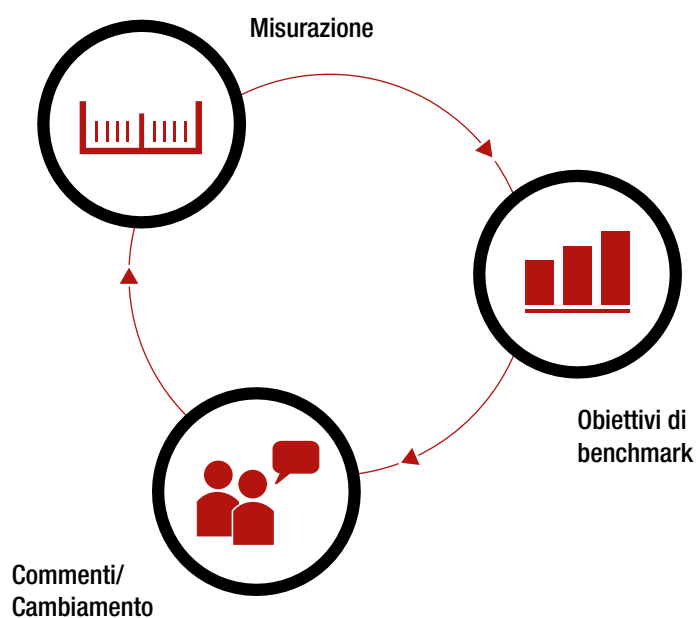 Misurazione
Obiettivi di
benchmark
Commenti/
Cambiamento